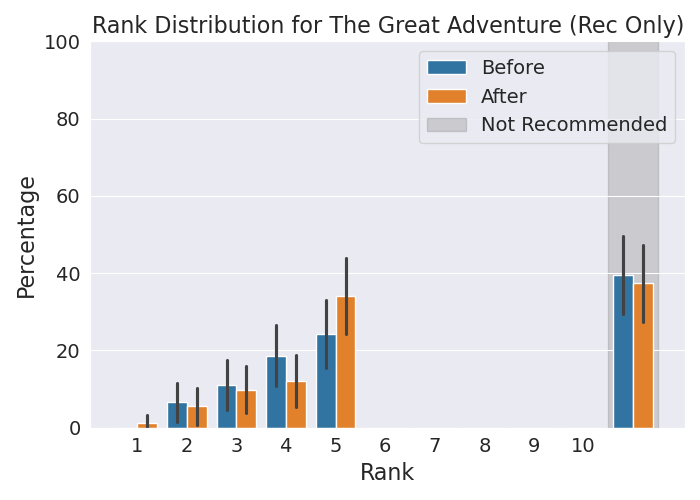 Rank Distribution for The Great Adventure (Rec Only)
Before
After
Not Recommended
Percentage
100
80
60
40
20
0
1 2 3 4 5 6 7 8 9 10
Rank